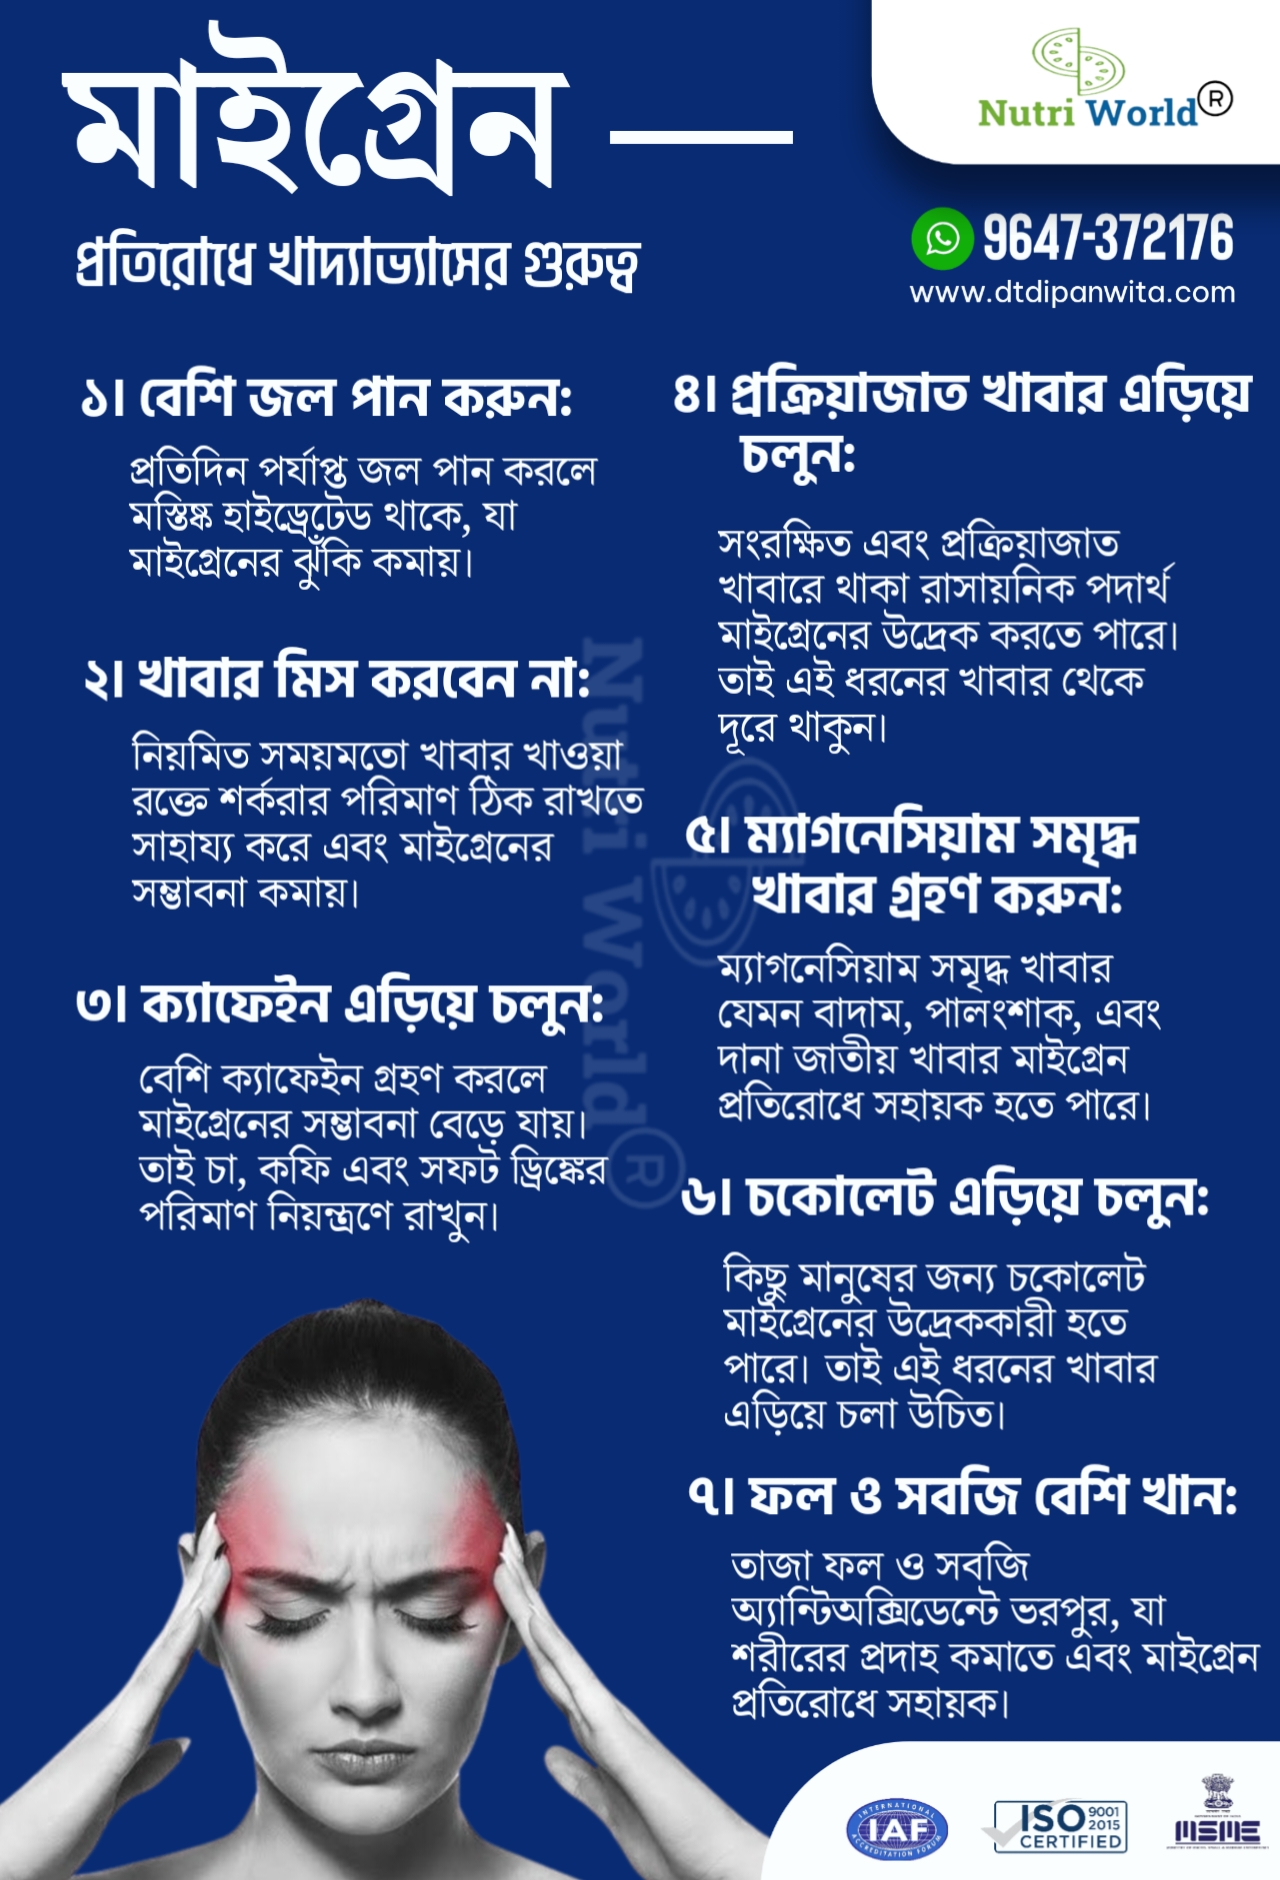 মাইগ্রেন —
প্রতিরোধে খাদ্যাভ্যাসের গুরুত্ব
Nutri World®
9647-372176
www.dtdipanwita.com
১। বেশি জল পান করুন:
প্রতিদিন পর্যাপ্ত জল পান করলে
মস্তিষ্ক হাইড্রেটেড থাকে, যা
মাইগ্রেনের ঝুঁকি কমায়।
২। খাবার মিস করবেন না:
নিয়মিত সময়মতো খাবার খাওয়া
রক্তে শর্করার পরিমাণ ঠিক রাখতে
সাহায্য করে এবং মাইগ্রেনের
সম্ভাবনা কমায়।
৩। ক্যাফেইন এড়িয়ে চলুন:
বেশি ক্যাফেইন গ্রহণ করলে
মাইগ্রেনের সম্ভাবনা বেড়ে যায়।
তাই চা, কফি এবং সফট ড্রিঙ্কের
পরিমাণ নিয়ন্ত্রণে রাখুন।
৪। প্রক্রিয়াজাত খাবার এড়িয়ে
চলুন:
সংরক্ষিত এবং প্রক্রিয়াজাত
খাবারে থাকা রাসায়নিক পদার্থ
মাইগ্রেনের উদ্রেক করতে পারে।
তাই এই ধরনের খাবার থেকে
দূরে থাকুন।
৫। ম্যাগনেসিয়াম সমৃদ্ধ
খাবার গ্রহণ করুন:
ম্যাগনেসিয়াম সমৃদ্ধ খাবার
যেমন বাদাম, পালংশাক, এবং
দানা জাতীয় খাবার মাইগ্রেন
প্রতিরোধে সহায়ক হতে পারে।
৬। চকোলেট এড়িয়ে চলুন:
কিছু মানুষের জন্য চকোলেট
মাইগ্রেনের উদ্রেককারী হতে
পারে। তাই এই ধরনের খাবার
এড়িয়ে চলা উচিত।
৭। ফল ও সবজি বেশি খান:
তাজা ফল ও সবজি
অ্যান্টিঅক্সিডেন্টে ভরপুর, যা
শরীরের প্রদাহ কমাতে এবং মাইগ্রেন
প্রতিরোধে সহায়ক।
Nutri World®
INTERNATIONAL
IAF
ACCREDITATION FORUM
ISO 9001
2015
CERTIFIED
MSME